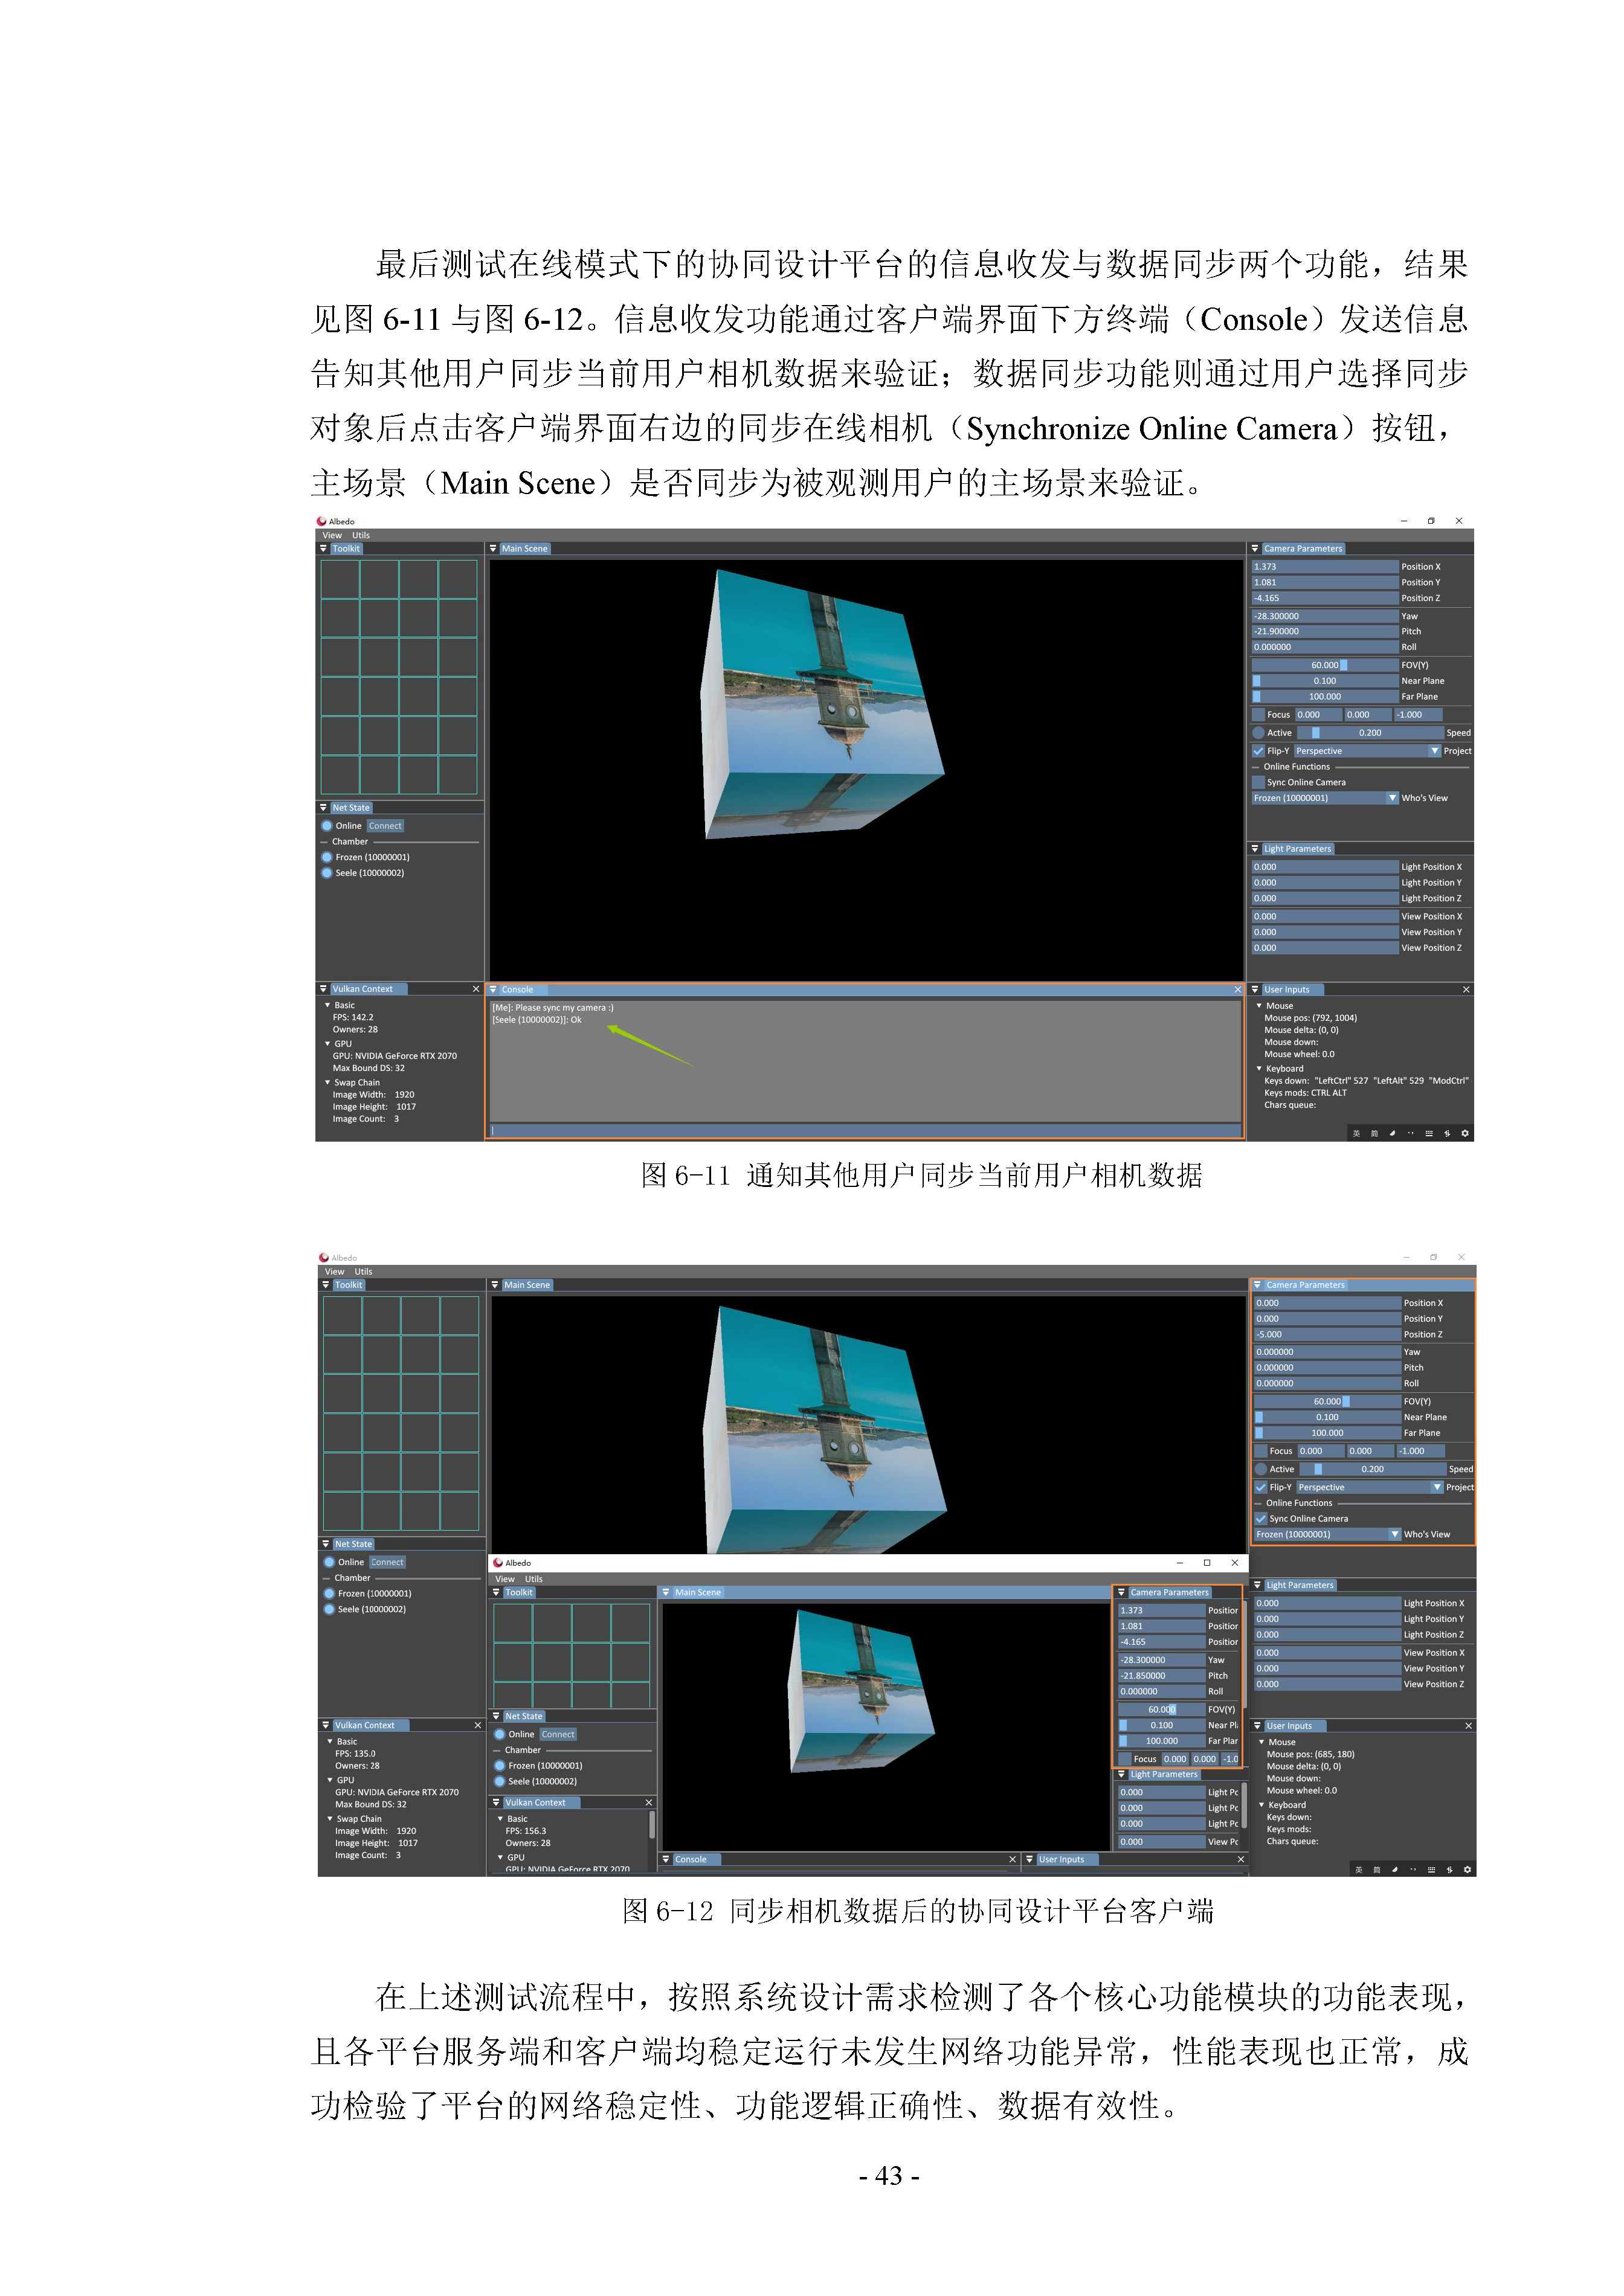 最后测试在线模式下的协同设计平台的信息收发与数据同步两个功能，结果
见图 6-11 与图 6-12。信息收发功能通过客户端界面下方终端（Console）发送信息
告知其他用户同步当前用户相机数据来验证；数据同步功能则通过用户选择同步
对象后点击客户端界面右边的同步在线相机（Synchronize Online Camera）按钮，
主场景（Main Scene）是否同步为被观测用户的主场景来验证。
Albedo
View Utils
Toolkit
Net State
Online Connect
Chamber
Frozen (10000001)
Seele (10000002)
Vulkan Context
Basic
FPS: 142.2
Owners: 28
GPU
GPU: NVIDIA GeForce RTX 2070
Max Bound DS: 32
Swap Chain
Image Width: 1920
Image Height: 1017
Image Count: 3
Main Scene
Console
[Me]: Please sync my camera :)
[Seele (10000002)]: Ok
Camera Parameters
1.373 Position X
1.081 Position Y
-4.165 Position Z
-28.300000 Yaw
-21.900000 Pitch
0.000000 Roll
60.000 FOV(Y)
0.100 Near Plane
100.000 Far Plane
Focus 0.000 0.000 -1.000
Active 0.200 Speed
Flip-Y Perspective Project
Online Functions
Sync Online Camera
Frozen (10000001) Who's View
Light Parameters
0.000 Light Position X
0.000 Light Position Y
0.000 Light Position Z
0.000 View Position X
0.000 View Position Y
0.000 View Position Z
User Inputs
Mouse
Mouse pos: (792, 1004)
Mouse delta: (0, 0)
Mouse down:
Mouse wheel: 0.0
Keyboard
Keys down: "LeftCtrl" 527 "LeftAlt" 529 "ModCtrl"
Keys mods: CTRL ALT
Chars queue:
英 简
图 6-11 通知其他用户同步当前用户相机数据
Albedo
View Utils
Toolkit
Net State
Online Connect
Chamber
Frozen (10000001)
Seele (10000002)
Vulkan Context
Basic
FPS: 135.0
Owners: 28
GPU
GPU: NVIDIA GeForce RTX 2070
Max Bound DS: 32
Swap Chain
Image Width: 1920
Image Height: 1017
Image Count: 3
Main Scene
Albedo
View Utils
Toolkit
Net State
Online Connect
Chamber
Frozen (10000001)
Seele (10000002)
Vulkan Context
Basic
FPS: 156.3
Owners: 28
GPU
GPU: NVIDIA GeForce RTX 2070
Main Scene
Console
Camera Parameters
1.373 Position
1.081 Position
-4.165 Position
-28.300000 Yaw
-21.850000 Pitch
0.000000 Roll
60.000 FOV(Y)
0.100 Near Pl
100.000 Far Plar
Focus 0.000 0.000 -1.0
Light Parameters
0.000 Light Po
0.000 Light Po
0.000 Light Po
0.000 View Po
User Inputs
Camera Parameters
0.000 Position X
0.000 Position Y
-5.000 Position Z
0.000000 Yaw
0.000000 Pitch
0.000000 Roll
60.000 FOV(Y)
0.100 Near Plane
100.000 Far Plane
Focus 0.000 0.000 -1.000
Active 0.200 Speed
Flip-Y Perspective Project
Online Functions
Sync Online Camera
Frozen (10000001) Who's View
Light Parameters
0.000 Light Position X
0.000 Light Position Y
0.000 Light Position Z
0.000 View Position X
0.000 View Position Y
0.000 View Position Z
User Inputs
Mouse
Mouse pos: (685, 180)
Mouse delta: (0, 0)
Mouse down:
Mouse wheel: 0.0
Keyboard
Keys down:
Keys mods:
Chars queue:
英 简
图 6-12 同步相机数据后的协同设计平台客户端
在上述测试流程中，按照系统设计需求检测了各个核心功能模块的功能表现，
且各平台服务端和客户端均稳定运行未发生网络功能异常，性能表现也正常，成
功检验了平台的网络稳定性、功能逻辑正确性、数据有效性。
- 43 -